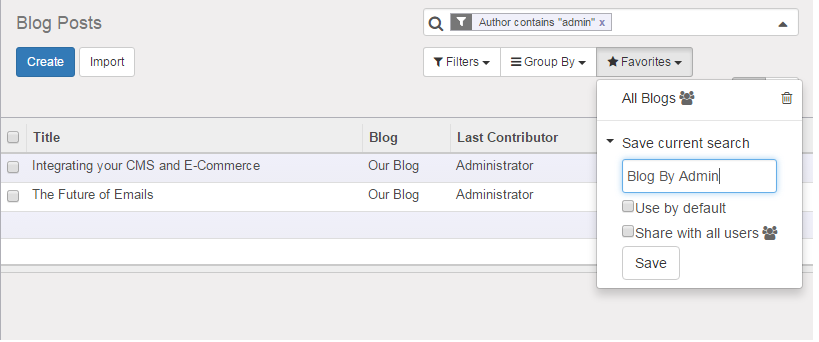 Blog Posts
Author contains "admin" x
Create Import
Filters Group By Favorites
All Blogs
Title Blog Last Contributor
Save current search
Integrating your CMS and E-Commerce Our Blog Administrator
Blog By Admin
The Future of Emails Our Blog Administrator
Use by default
Share with all users
Save